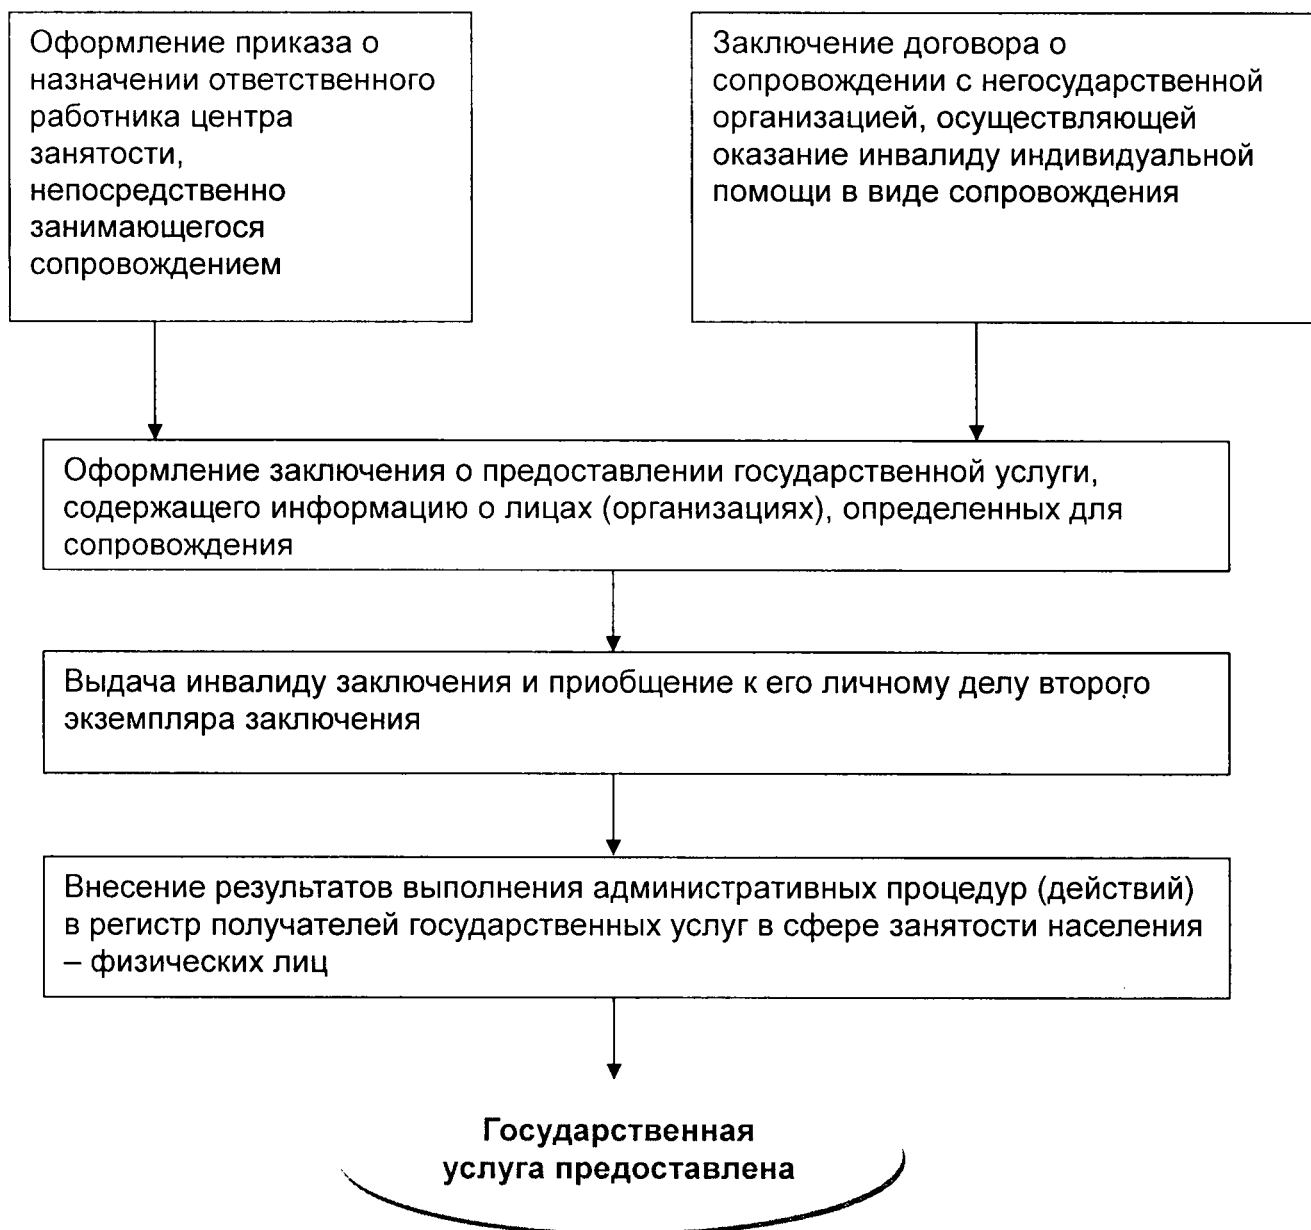 Оформление приказа о
назначении ответственного
работника центра
занятости,
непосредственно
занимающегося
сопровождением
Заключение договора о
сопровождении с негосударственной
организацией, осуществляющей
оказание инвалиду индивидуальной
помощи в виде сопровождения
Оформление заключения о предоставлении государственной услуги,
содержащего информацию о лицах (организациях), определенных для
сопровождения
Выдача инвалиду заключения и приобщение к его личному делу второго
экземпляра заключения
Внесение результатов выполнения административных процедур (действий)
в регистр получателей государственных услуг в сфере занятости населения
– физических лиц
Государственная
услуга предоставлена